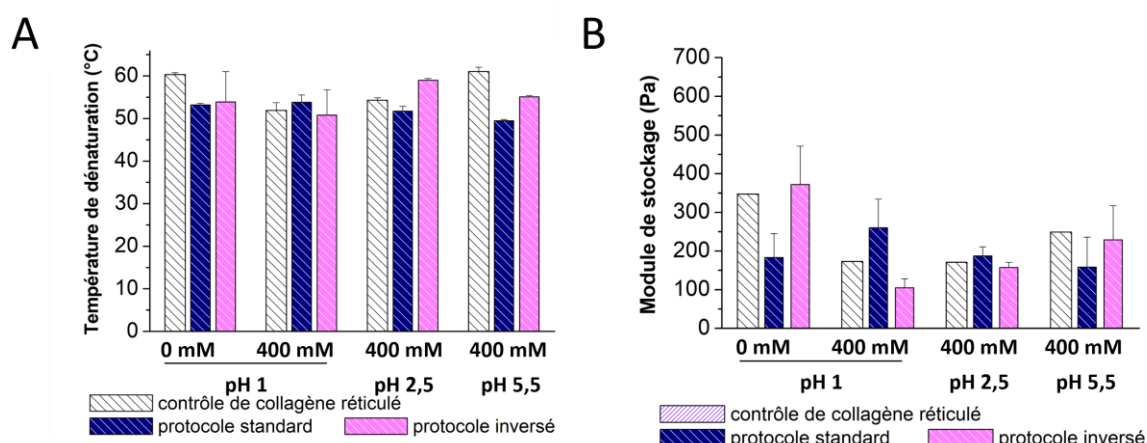 A
Température de dénaturation (°C)
60
50
40
30
20
10
0
0 mM
400 mM
400 mM
400 mM
pH 1
pH 2,5
pH 5,5
contrôle de collagène réticulé
protocole standard
protocole inversé
B
Module de stockage (Pa)
700
600
500
400
300
200
100
0
0 mM
400 mM
400 mM
400 mM
pH 1
pH 2,5
pH 5,5
contrôle de collagène réticulé
protocole standard
protocole inversé